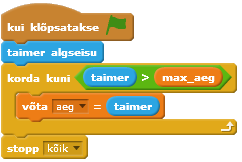 kui klõpsatakse
taimer algseisu
korda kuni taimer > max_aeg
võta aeg = taimer
stopp kõik